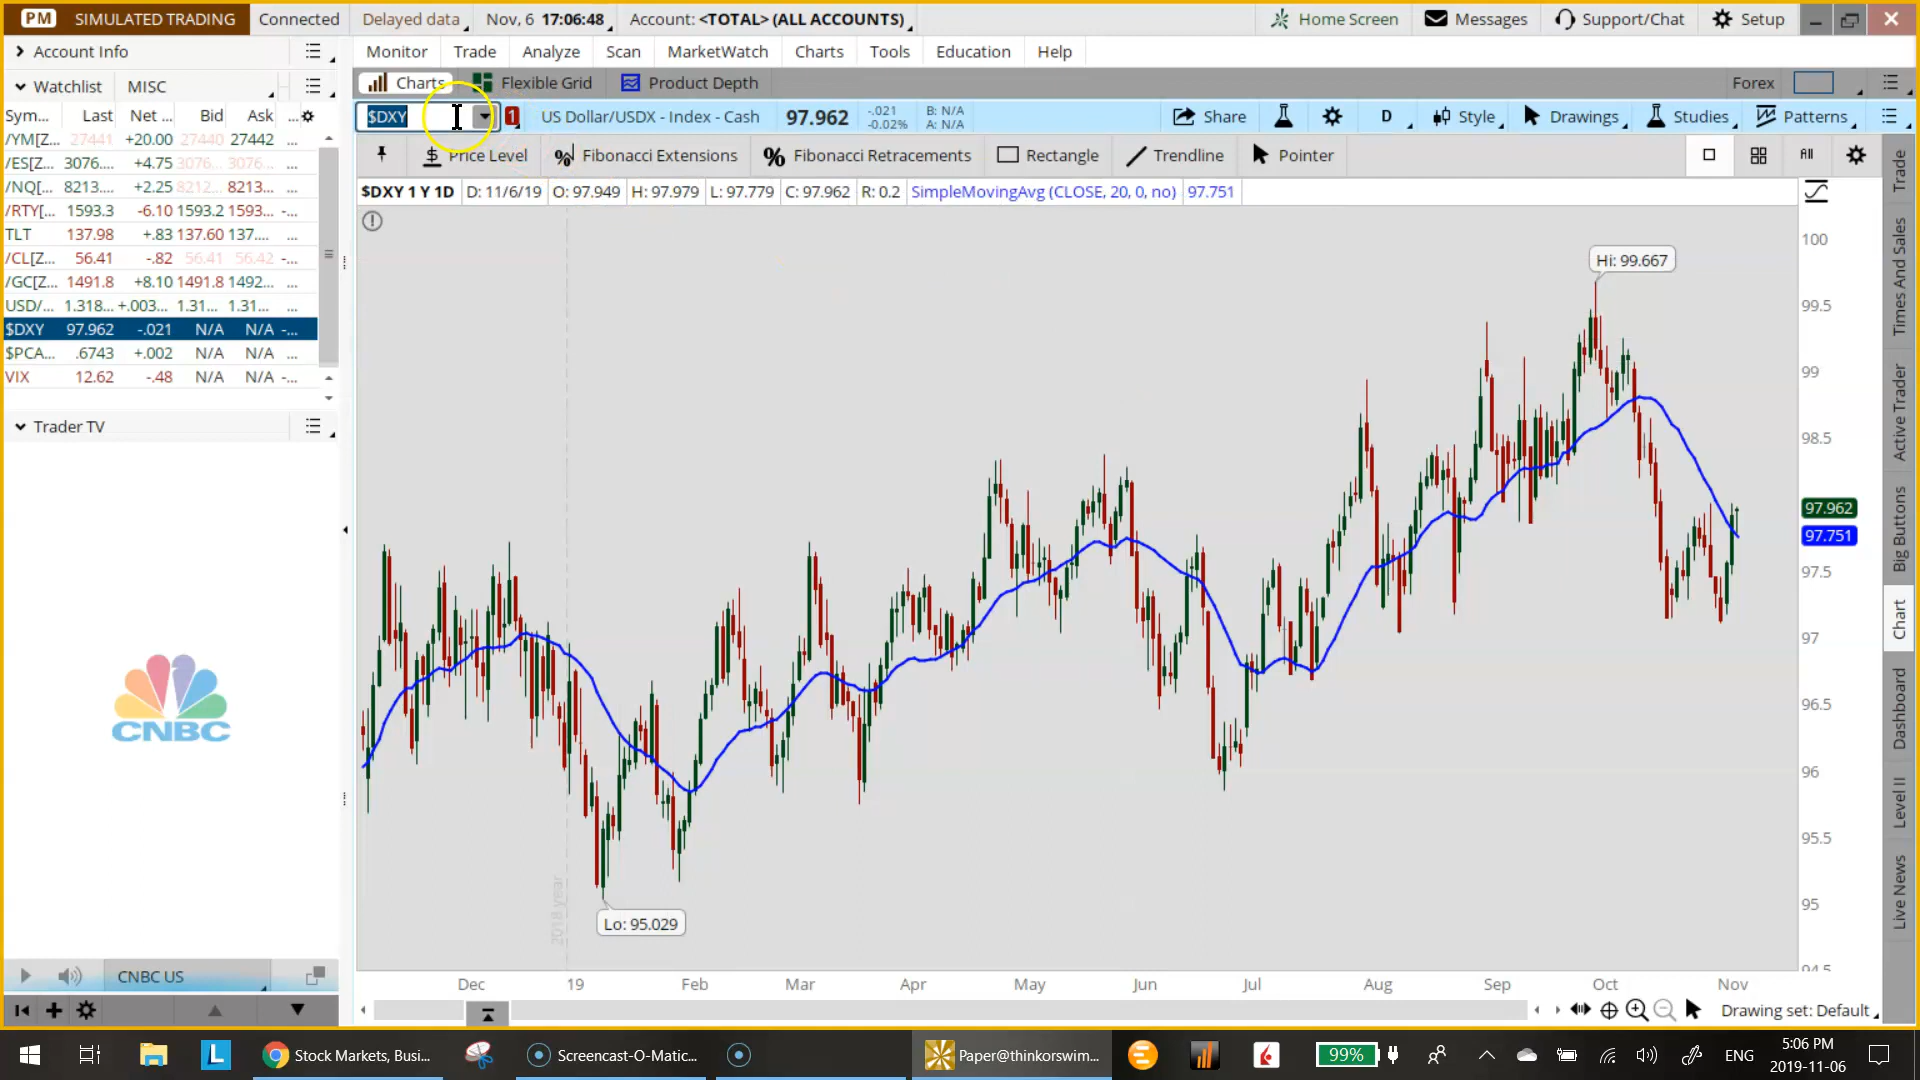 PM SIMULATED TRADING Connected Delayed data Nov, 6 17:06:48 Account: <TOTAL> (ALL ACCOUNTS) Home Screen Messages Support/Chat Setup
Account Info
Monitor Trade Analyze Scan MarketWatch Charts Tools Education Help
Watchlist MISC
Charts Flexible Grid Product Depth Forex
Sym... Last Net ... Bid Ask ...
$DXY 1 US Dollar/USDX - Index - Cash 97.962 -.021 -0.02% B: N/A A: N/A Share D Style Drawings Studies Patterns
/YM[Z... 27441 +20.00 27440 27442
/ES[Z... 3076.... +4.75 3076.... 3076...
/NQ[... 8213.... +2.25 8212... 8213...
/RTY[... 1593.3 -6.10 1593.2 1593... ...
TLT 137.98 +.83 137.60 137.... ...
/CL[Z... 56.41 -.82 56.41 56.42 -...
/GC[Z... 1491.8 +8.10 1491.8 1492... ...
USD/... 1.318... +.003... 1.31... 1.31... ...
$DXY 97.962 -.021 N/A N/A -...
$PCA... .6743 +.002 N/A N/A ...
VIX 12.62 -.48 N/A N/A -...
Price Level Fibonacci Extensions Fibonacci Retracements Rectangle Trendline Pointer All
$DXY 1 Y 1D D: 11/6/19 O: 97.949 H: 97.979 L: 97.779 C: 97.962 R: 0.2 SimpleMovingAvg (CLOSE, 20, 0, no) 97.751
Trader TV
CNBC
CNBC US
Hi: 99.667
Lo: 95.029
2018 year
100
99.5
99
98.5
97.962
97.751
97.5
97
96.5
96
95.5
95
94.5
Dec 19 Feb Mar Apr May Jun Jul Aug Sep Oct Nov
Drawing set: Default
Trade
Times And Sales
Active Trader
Big Buttons
Chart
Dashboard
Level II
Live News
L Stock Markets, Busi... Screencast-O-Matic... Paper@thinkorswim... 99% ENG 5:06 PM
2019-11-06